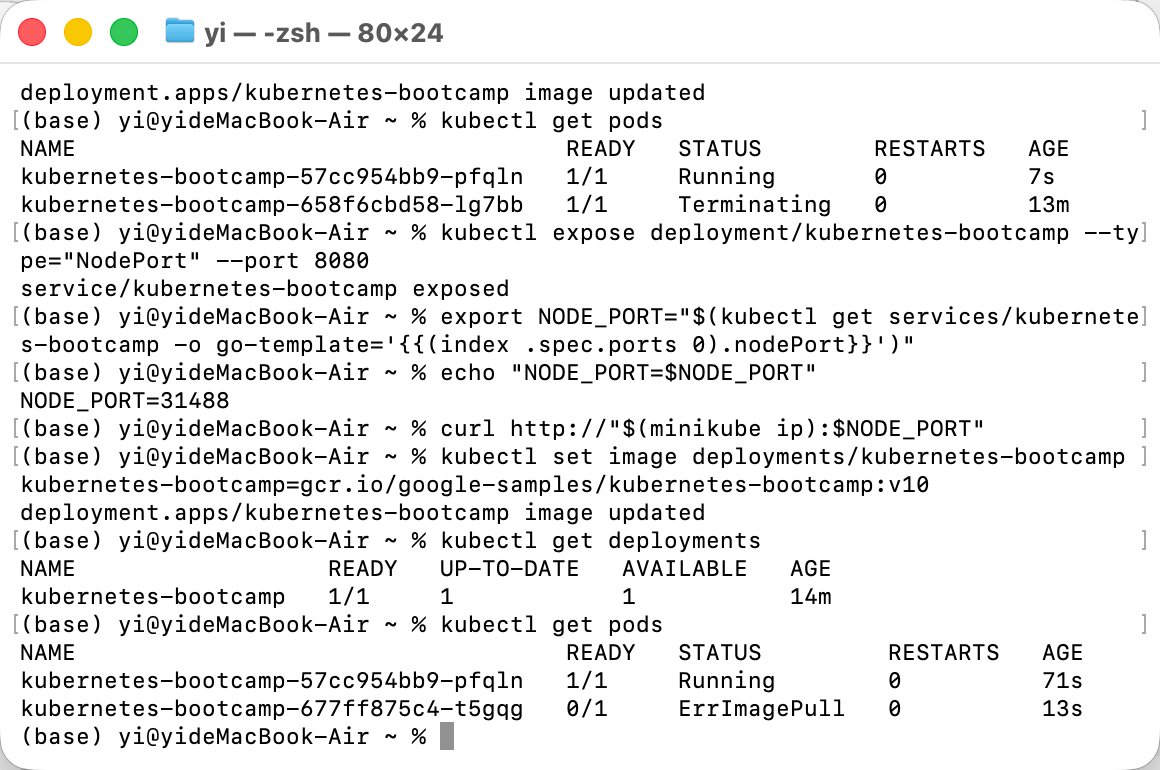 yi — -zsh — 80×24
deployment.apps/kubernetes-bootcamp image updated
[(base) yi@yideMacBook-Air ~ % kubectl get pods ]
NAME READY STATUS RESTARTS AGE
kubernetes-bootcamp-57cc954bb9-pfqln 1/1 Running 0 7s
kubernetes-bootcamp-658f6cbd58-lg7bb 1/1 Terminating 0 13m
[(base) yi@yideMacBook-Air ~ % kubectl expose deployment/kubernetes-bootcamp --ty]
pe="NodePort" --port 8080
service/kubernetes-bootcamp exposed
[(base) yi@yideMacBook-Air ~ % export NODE_PORT="$(kubectl get services/kubernete]
s-bootcamp -o go-template='{{(index .spec.ports 0).nodePort}}')"
[(base) yi@yideMacBook-Air ~ % echo "NODE_PORT=$NODE_PORT" ]
NODE_PORT=31488
[(base) yi@yideMacBook-Air ~ % curl http://"$(minikube ip):$NODE_PORT" ]
[(base) yi@yideMacBook-Air ~ % kubectl set image deployments/kubernetes-bootcamp ]
kubernetes-bootcamp=gcr.io/google-samples/kubernetes-bootcamp:v10
deployment.apps/kubernetes-bootcamp image updated
[(base) yi@yideMacBook-Air ~ % kubectl get deployments ]
NAME READY UP-TO-DATE AVAILABLE AGE
kubernetes-bootcamp 1/1 1 1 14m
[(base) yi@yideMacBook-Air ~ % kubectl get pods ]
NAME READY STATUS RESTARTS AGE
kubernetes-bootcamp-57cc954bb9-pfqln 1/1 Running 0 71s
kubernetes-bootcamp-677ff875c4-t5gqg 0/1 ErrImagePull 0 13s
(base) yi@yideMacBook-Air ~ %